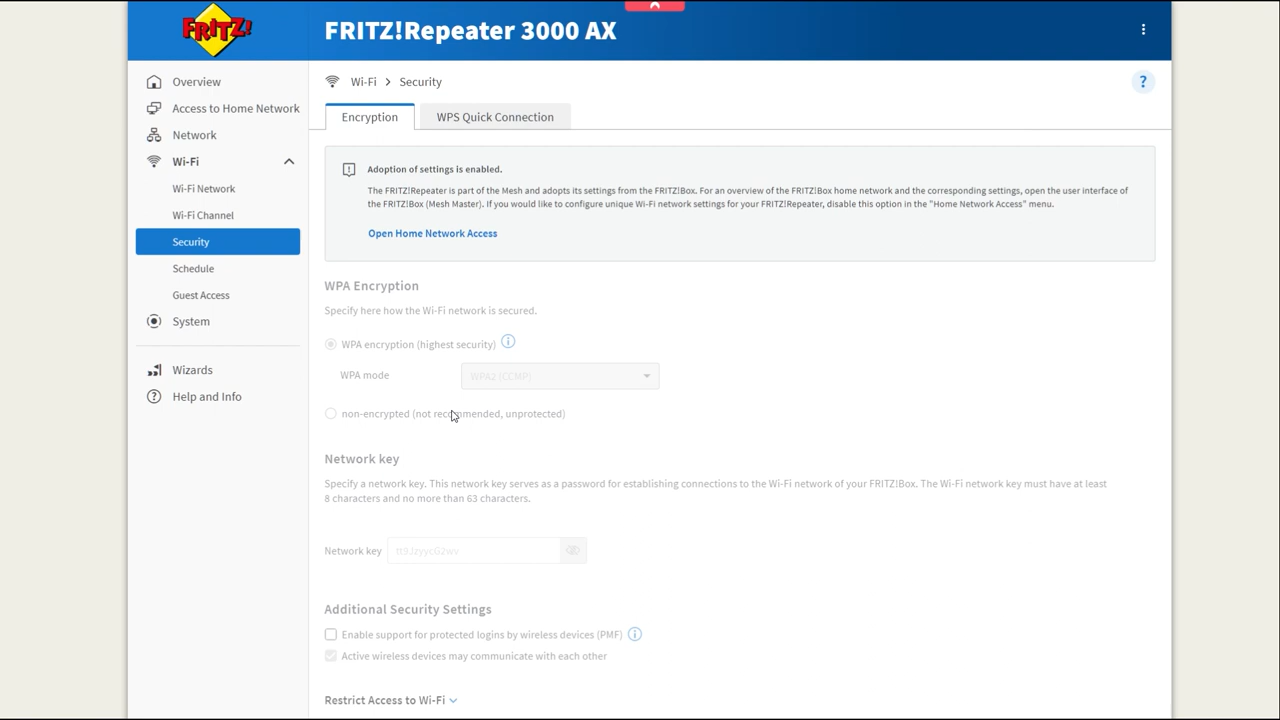 FRITZ!
FRITZ!Repeater 3000 AX
Overview
Access to Home Network
Network
Wi-Fi
Wi-Fi Network
Wi-Fi Channel
Security
Schedule
Guest Access
System
Wizards
Help and Info
Wi-Fi > Security
?
Encryption
WPS Quick Connection
Adoption of settings is enabled.
The FRITZ!Repeater is part of the Mesh and adopts its settings from the FRITZ!Box. For an overview of the FRITZ!Box home network and the corresponding settings, open the user interface of
the FRITZ!Box (Mesh Master). If you would like to configure unique Wi-Fi network settings for your FRITZ!Repeater, disable this option in the "Home Network Access" menu.
Open Home Network Access
WPA Encryption
Specify here how the Wi-Fi network is secured.
WPA encryption (highest security)
WPA mode
WPA2 (CCMP)
non-encrypted (not recommended, unprotected)
Network key
Specify a network key. This network key serves as a password for establishing connections to the Wi-Fi network of your FRITZ!Box. The Wi-Fi network key must have at least
8 characters and no more than 63 characters.
Network key
Additional Security Settings
Enable support for protected logins by wireless devices (PMF)
Active wireless devices may communicate with each other
Restrict Access to Wi-Fi